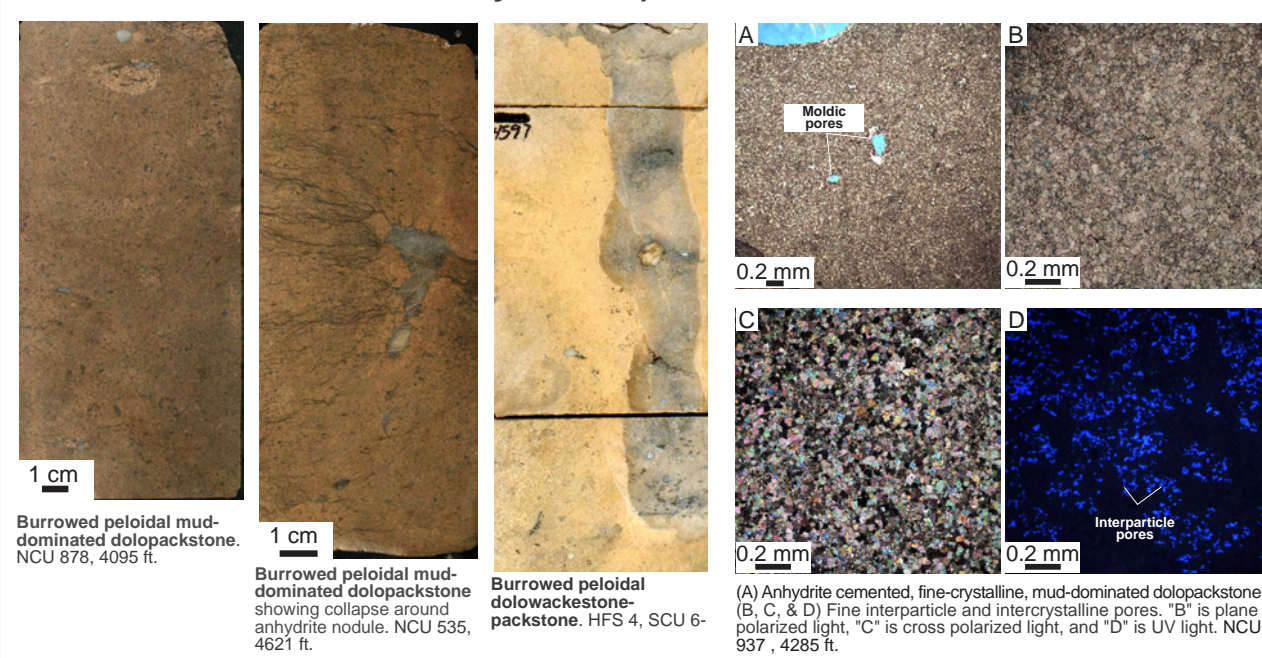 4597
1 cm
Burrowed peloidal mud-
dominated dolopackstone.
NCU 878, 4095 ft.
1 cm
Burrowed peloidal mud-
dominated dolopackstone
showing collapse around
anhydrite nodule. NCU 535,
4621 ft.
Burrowed peloidal
dolowackestone-
packstone. HFS 4, SCU 6-
A
Moldic
pores
0.2 mm
B
0.2 mm
C
0.2 mm
D
Interparticle
pores
0.2 mm
(A) Anhydrite cemented, fine-crystalline, mud-dominated dolopackstone
(B, C, & D) Fine interparticle and intercrystalline pores. "B" is plane
polarized light, "C" is cross polarized light, and "D" is UV light. NCU
937 , 4285 ft.